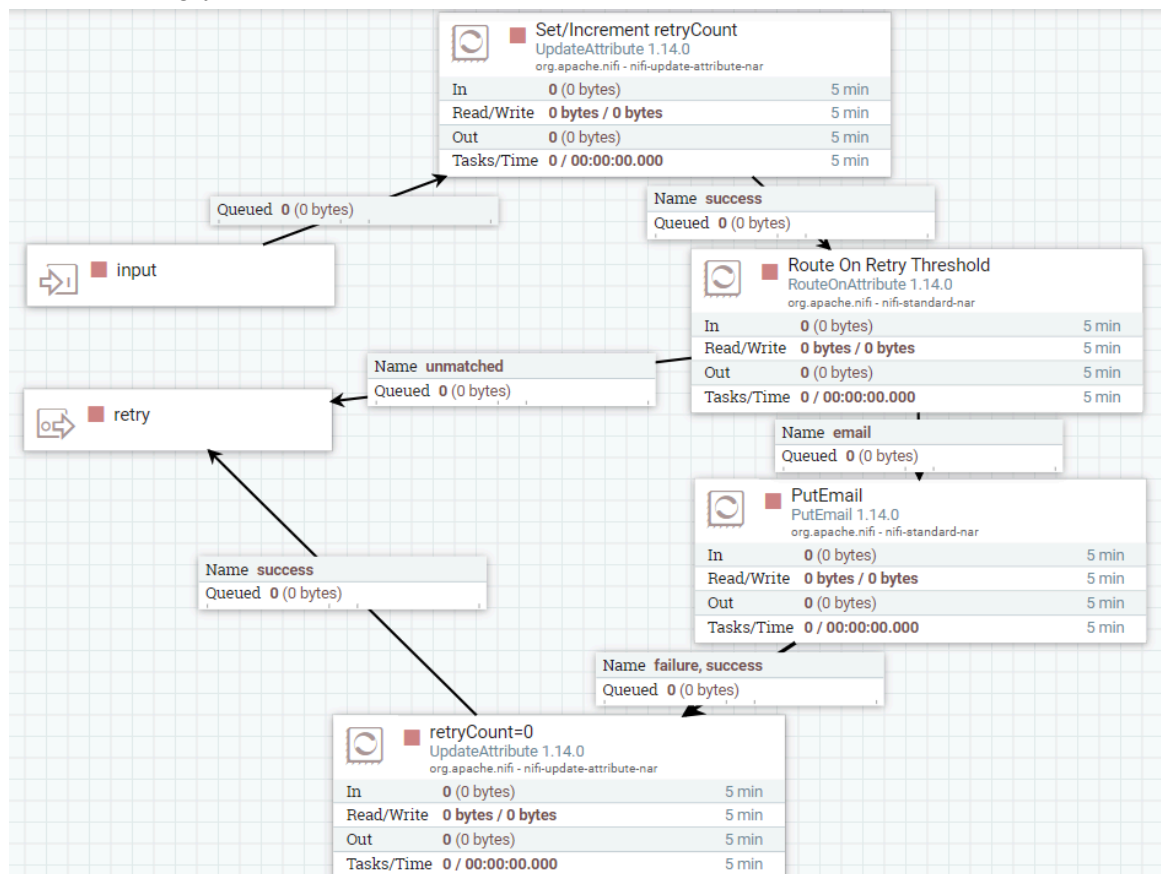 Set/Increment retryCount
UpdateAttribute 1.14.0
org.apache.nifi - nifi-update-attribute-nar
In 0 (0 bytes) 5 min
Read/Write 0 bytes / 0 bytes 5 min
Out 0 (0 bytes) 5 min
Tasks/Time 0 / 00:00:00.000 5 min
Queued 0 (0 bytes)
Name success
Queued 0 (0 bytes)
input
Route On Retry Threshold
RouteOnAttribute 1.14.0
org.apache.nifi - nifi-standard-nar
In 0 (0 bytes) 5 min
Read/Write 0 bytes / 0 bytes 5 min
Out 0 (0 bytes) 5 min
Tasks/Time 0 / 00:00:00.000 5 min
Name unmatched
Queued 0 (0 bytes)
retry
Name email
Queued 0 (0 bytes)
PutEmail
PutEmail 1.14.0
org.apache.nifi - nifi-standard-nar
In 0 (0 bytes) 5 min
Read/Write 0 bytes / 0 bytes 5 min
Out 0 (0 bytes) 5 min
Tasks/Time 0 / 00:00:00.000 5 min
Name success
Queued 0 (0 bytes)
Name failure, success
Queued 0 (0 bytes)
retryCount=0
UpdateAttribute 1.14.0
org.apache.nifi - nifi-update-attribute-nar
In 0 (0 bytes) 5 min
Read/Write 0 bytes / 0 bytes 5 min
Out 0 (0 bytes) 5 min
Tasks/Time 0 / 00:00:00.000 5 min